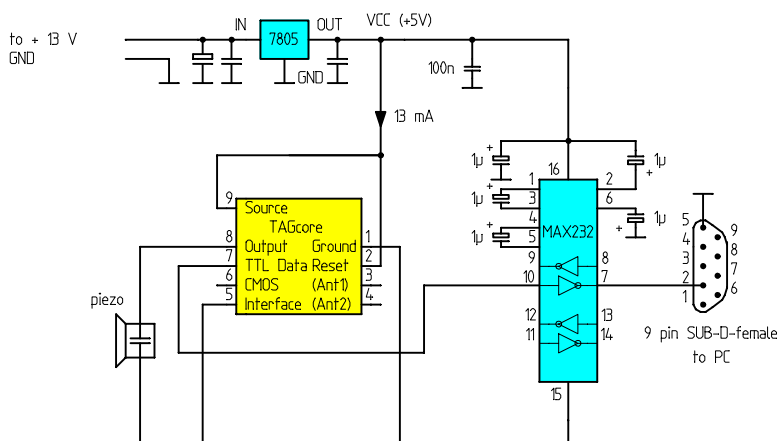 IN 7805 OUT VCC (+5V)
to + 13 V
GND
GND
100n
13 mA
1µ + 16 + 1µ
1 2
9 Source
1µ + 3 6
TAGcore
4 + 1µ
8 Output Ground 1
1µ + 5 MAX232
7 TTL Data Reset 2
9 8
6 CMOS (Ant1) 3
10 7
5 Interface (Ant2) 4
piezo
12 13
11 14
15
5 9
4 8
3 7
2 6
1
9 pin SUB-D-female
to PC